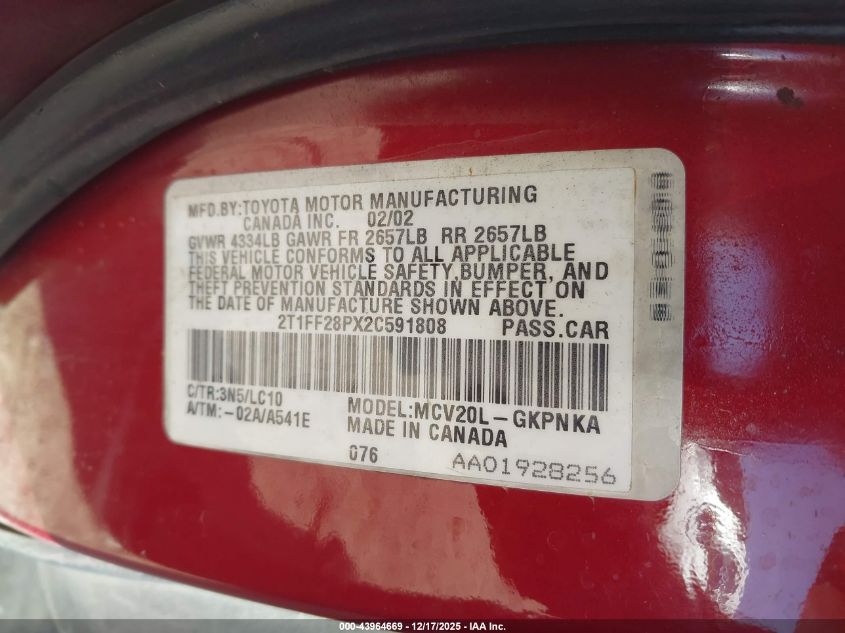 MFD.BY:TOYOTA MOTOR MANUFACTURING
CANADA INC. 02/02
GVWR 4334LB GAWR FR 2657LB RR 2657LB
THIS VEHICLE CONFORMS TO ALL APPLICABLE
FEDERAL MOTOR VEHICLE SAFETY,BUMPER, AND
THEFT PREVENTION STANDARDS IN EFFECT ON
THE DATE OF MANUFACTURE SHOWN ABOVE.
2T1FF28PX2C591808 PASS.CAR
C/TR:3N5/LC10
A/TM:-02A/A541E
MODEL:MCV20L-GKPNKA
MADE IN CANADA
076
AA01928256
000-43964669 - 12/17/2025 - IAA Inc.